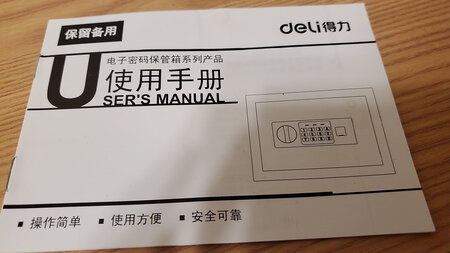 保留备用
deli得力
电子密码保管箱系列产品
使用手册
USER'S MANUAL
■ 操作简单 ■ 使用方便 ■ 安全可靠